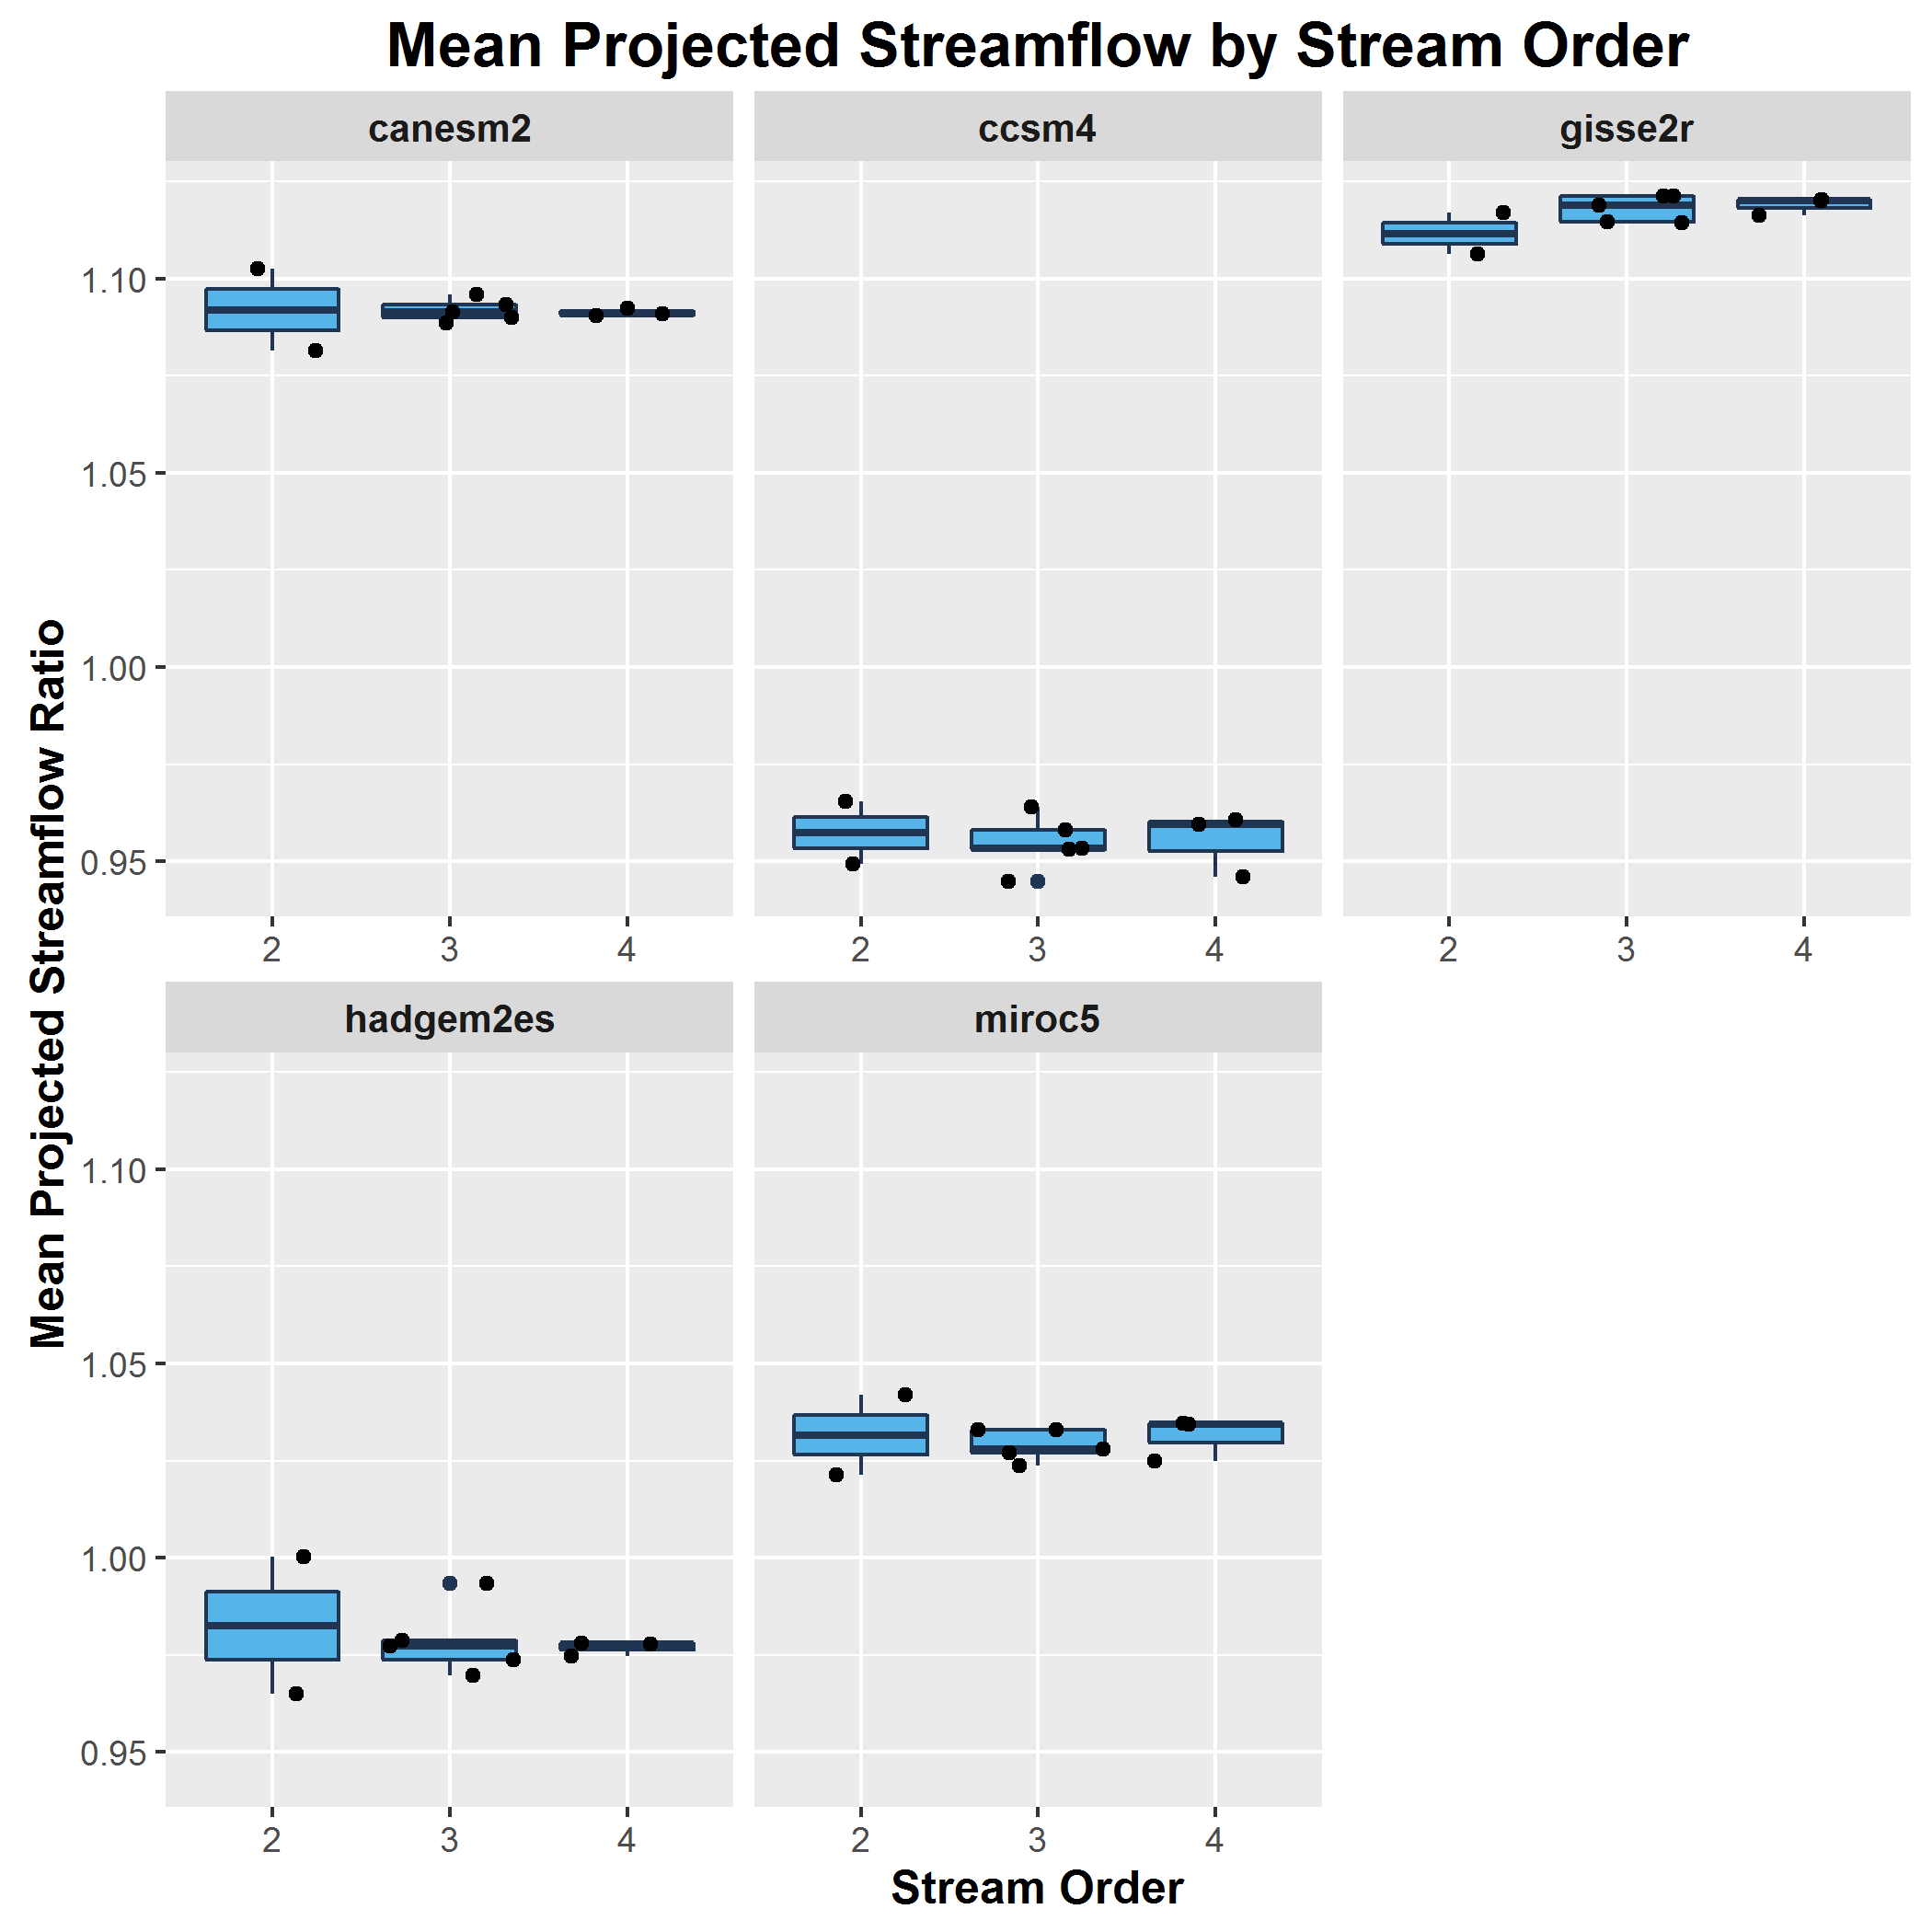 Mean Projected Streamflow by Stream Order
canesm2 ccsm4 gisse2r
1.10
1.05
1.00
0.95
2 3 4 2 3 4 2 3 4
Mean Projected Streamflow Ratio
hadgem2es miroc5
1.10
1.05
1.00
0.95
2 3 4 2 3 4
Stream Order